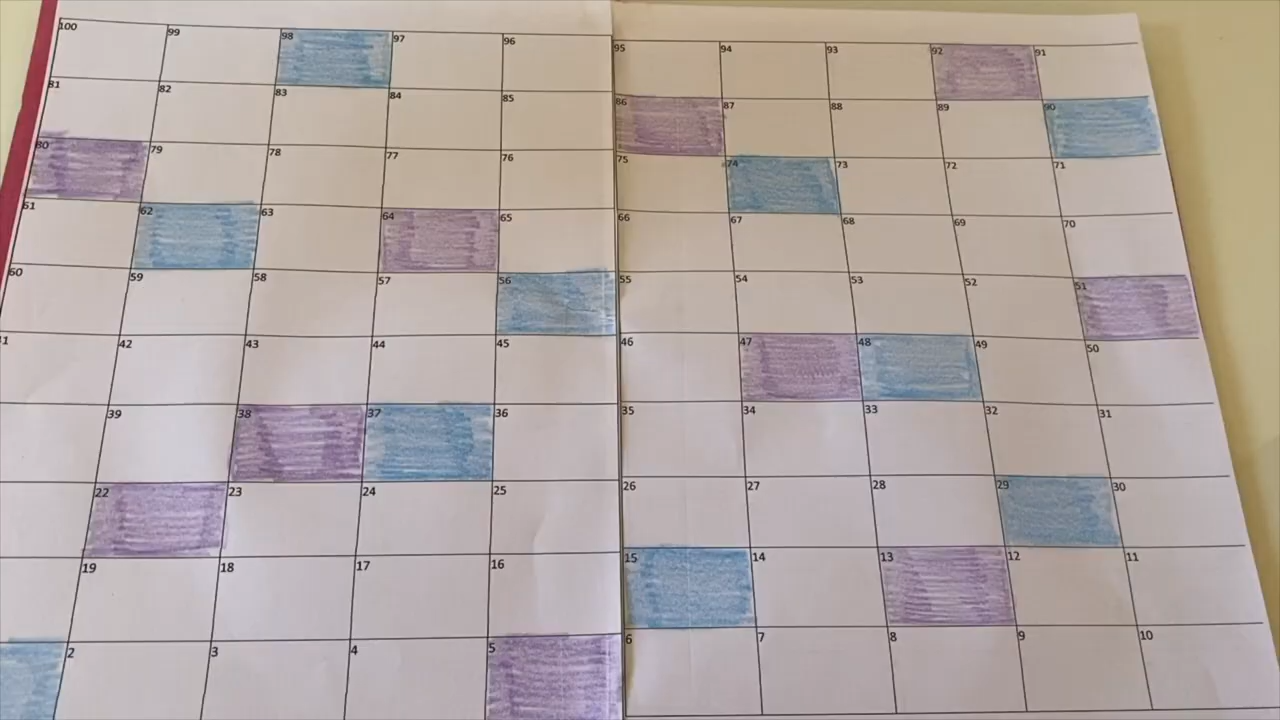 100 99 98 97 96 95 94 93 92 91
81 82 83 84 85 86 87 88 89 90
80 79 78 77 76 75 74 73 72 71
61 62 63 64 65 66 67 68 69 70
60 59 58 57 56 55 54 53 52 51
42 43 44 45 46 47 48 49 50
39 38 37 36 35 34 33 32 31
22 23 24 25 26 27 28 29 30
19 18 17 16 15 14 13 12 11
2 3 4 5 6 7 8 9 10